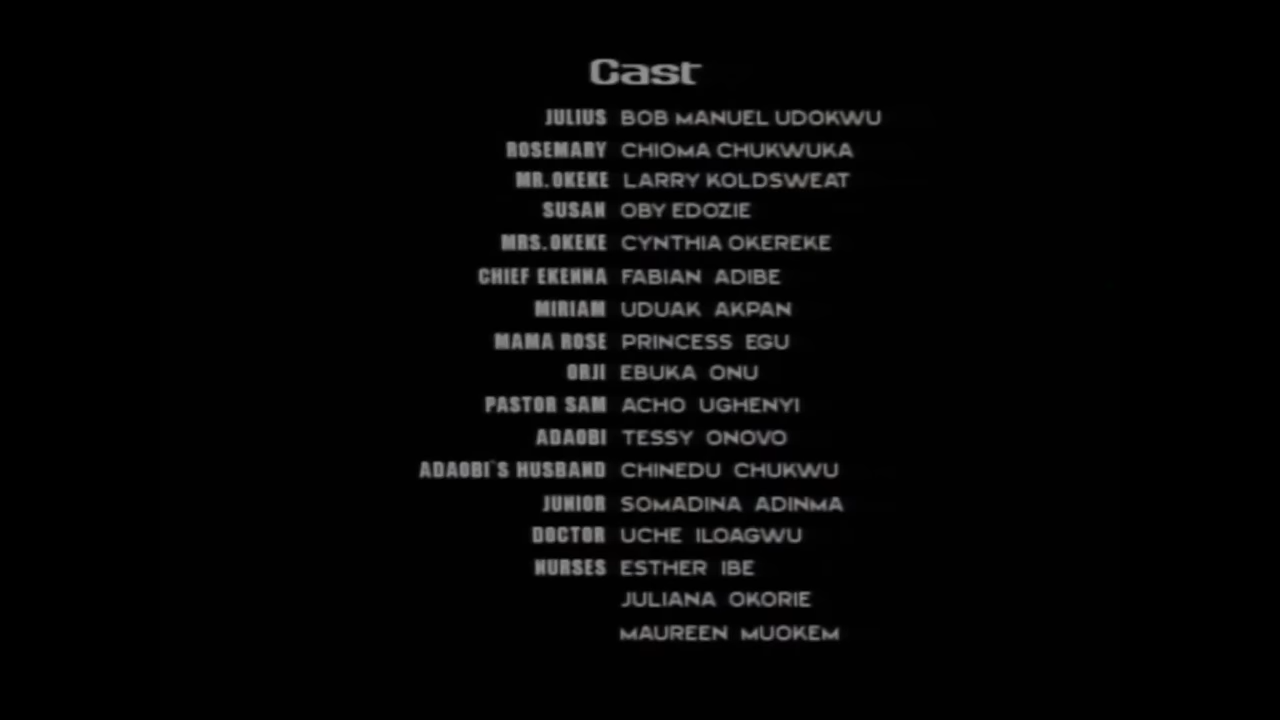 Cast
JULIUS BOB MANUEL UDOKWU
ROSEMARY CHIOMA CHUKWUKA
MR. OKEKE LARRY KOLDSWEAT
SUSAN OBY EDOZIE
MRS. OKEKE CYNTHIA OKEREKE
CHIEF EKENNA FABIAN ADIBE
MIRIAM UDUAK AKPAN
MAMA ROSE PRINCESS EGU
ORJI EBUKA ONU
PASTOR SAM ACHO UGHENYI
ADAOBI TESSY ONOVO
ADAOBI'S HUSBAND CHINEDU CHUKWU
JUNIOR SOMADINA ADINMA
DOCTOR UCHE ILOAGWU
NURSES ESTHER IBE
JULIANA OKORIE
MAUREEN MUOKEM